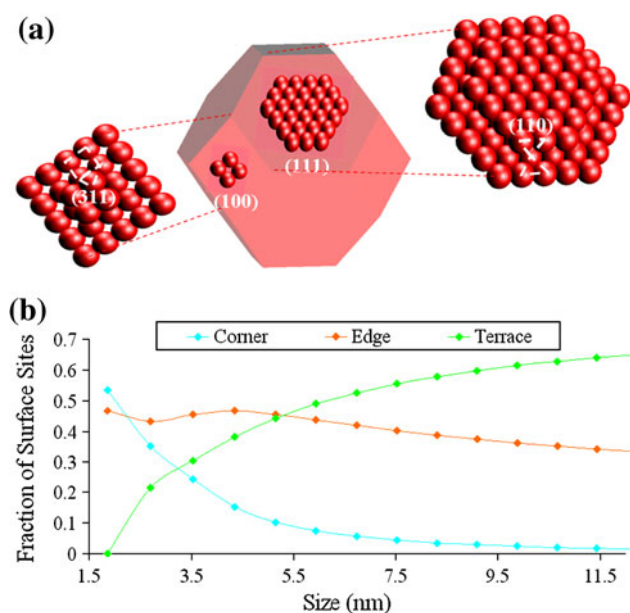 (a)
(110)
(111)
(100)
(311)
(b)
Corner Edge Terrace
Fraction of Surface Sites
0.7
0.6
0.5
0.4
0.3
0.2
0.1
0
1.5 3.5 5.5 7.5 9.5 11.5
Size (nm)